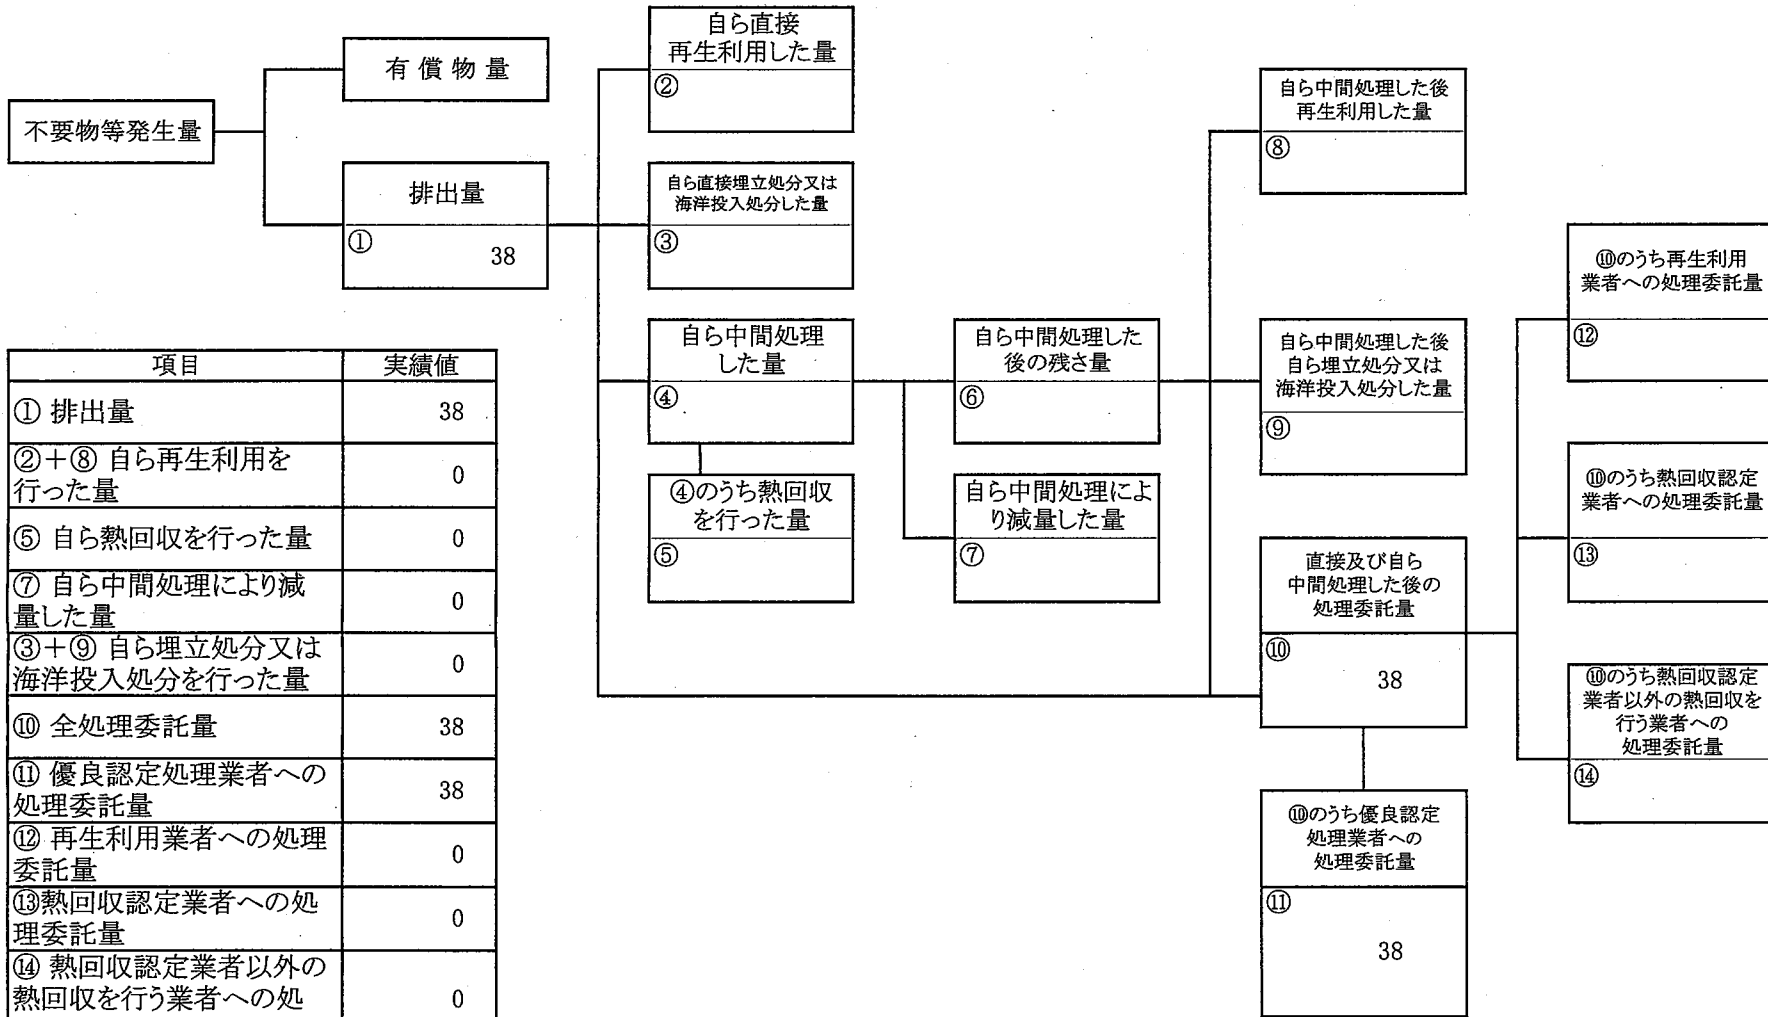 不要物等発生量
有償物量
排出量
①
38
自ら直接
再生利用した量
②
自ら直接埋立処分又は
海洋投入処分した量
③
自ら中間処理
した量
④
④のうち熱回収
を行った量
⑤
自ら中間処理した
後の残さ量
⑥
自ら中間処理によ
り減量した量
⑦
自ら中間処理した後
再生利用した量
⑧
自ら中間処理した後
自ら埋立処分又は
海洋投入処分した量
⑨
直接及び自ら
中間処理した後の
処理委託量
⑩
38
⑩のうち優良認定
処理業者への
処理委託量
⑪
38
⑩のうち再生利用
業者への処理委託量
⑫
⑩のうち熱回収認定
業者への処理委託量
⑬
⑩のうち熱回収認定
業者以外の熱回収を
行う業者への
処理委託量
⑭
項目 実績値
① 排出量 38
②+⑧ 自ら再生利用を
行った量 0
⑤ 自ら熱回収を行った量 0
⑦ 自ら中間処理により減
量した量 0
③+⑨ 自ら埋立処分又は
海洋投入処分を行った量 0
⑩ 全処理委託量 38
⑪ 優良認定処理業者への
処理委託量 38
⑫ 再生利用業者への処理
委託量 0
⑬熱回収認定業者への処
理委託量 0
⑭ 熱回収認定業者以外の
熱回収を行う業者への処 0